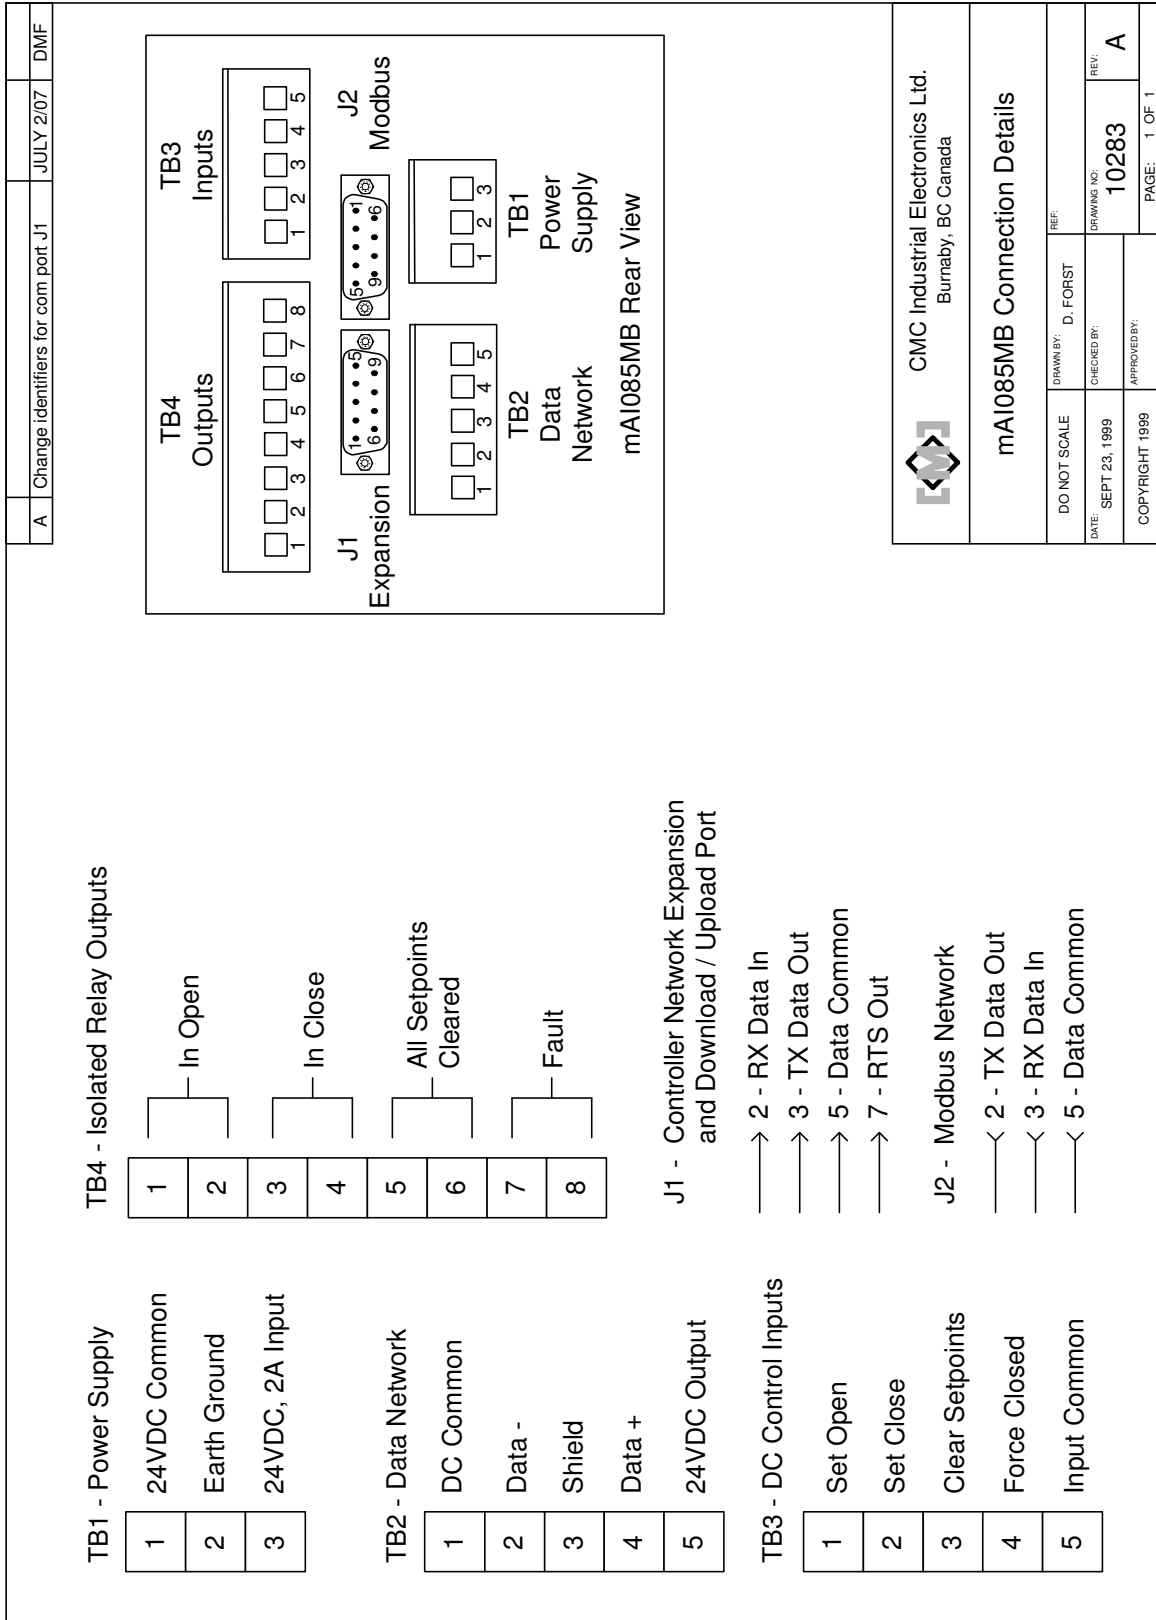 TB1 - Power Supply
1 24VDC Common
2 Earth Ground
3 24VDC, 2A Input
TB2 - Data Network
1 DC Common
2 Data -
3 Shield
4 Data +
5 24VDC Output
TB3 - DC Control Inputs
1 Set Open
2 Set Close
3 Clear Setpoints
4 Force Closed
5 Input Common
TB4 - Isolated Relay Outputs
1
2
In Open
3
4
In Close
5
6
All Setpoints
Cleared
7
8
Fault
J1 - Controller Network Expansion
and Download / Upload Port
2 - RX Data In
3 - TX Data Out
5 - Data Common
7 - RTS Out
J2 - Modbus Network
2 - TX Data Out
3 - RX Data In
5 - Data Common
A Change identifiers for com port J1 JULY 2/07 DMF
TB4
Outputs
1 2 3 4 5 6 7 8
TB3
Inputs
1 2 3 4 5
J1
Expansion
1 5
6 9
J2
Modbus
5 1
9 6
1 2 3 4 5
TB2
Data
Network
1 2 3
TB1
Power
Supply
mAI085MB Rear View
[M]
CMC Industrial Electronics Ltd.
Burnaby, BC Canada
mAI085MB Connection Details
DO NOT SCALE
DRAWN BY: D. FORST
REF:
DATE: SEPT 23, 1999
CHECKED BY:
DRAWING NO: 10283
REV: A
COPYRIGHT 1999
APPROVED BY:
PAGE: 1 OF 1